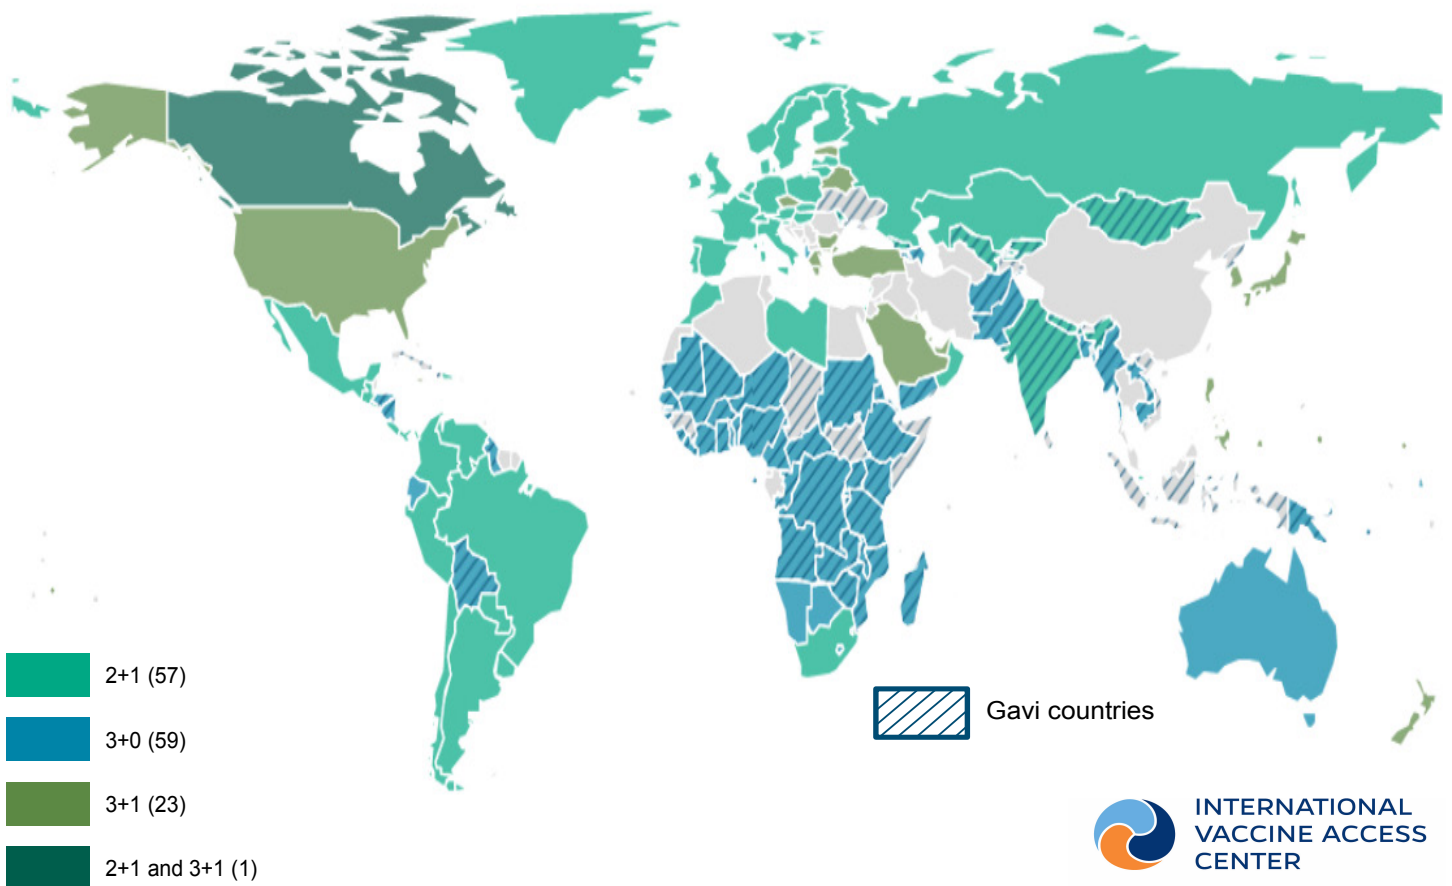 2+1 (57)
3+0 (59)
3+1 (23)
2+1 and 3+1 (1)
Gavi countries
INTERNATIONAL
VACCINE ACCESS
CENTER